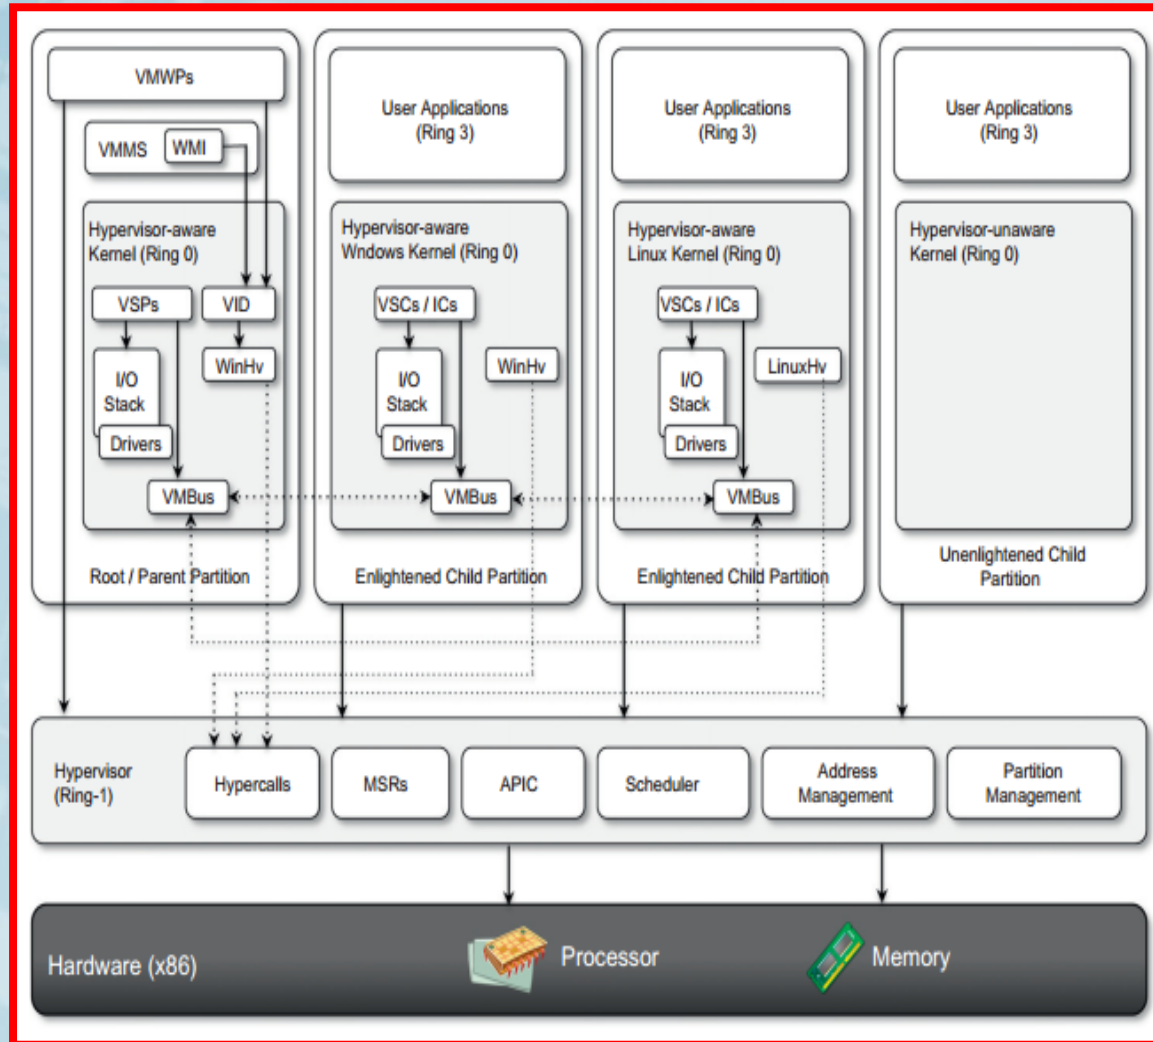 VMWPs
VMMS
WMI
Hypervisor-aware
Kernel (Ring 0)
VSPs
VID
WinHv
I/O
Stack
Drivers
VMBus
Root / Parent Partition
User Applications
(Ring 3)
Hypervisor-aware
Wndows Kernel (Ring 0)
VSCs / ICs
WinHv
I/O
Stack
Drivers
VMBus
Enlightened Child Partition
User Applications
(Ring 3)
Hypervisor-aware
Linux Kernel (Ring 0)
VSCs / ICs
LinuxHv
I/O
Stack
Drivers
VMBus
Enlightened Child Partition
User Applications
(Ring 3)
Hypervisor-unaware
Kernel (Ring 0)
Unenlightened Child
Partition
Hypervisor
(Ring-1)
Hypercalls
MSRs
APIC
Scheduler
Address
Management
Partition
Management
Hardware (x86)
Processor
Memory